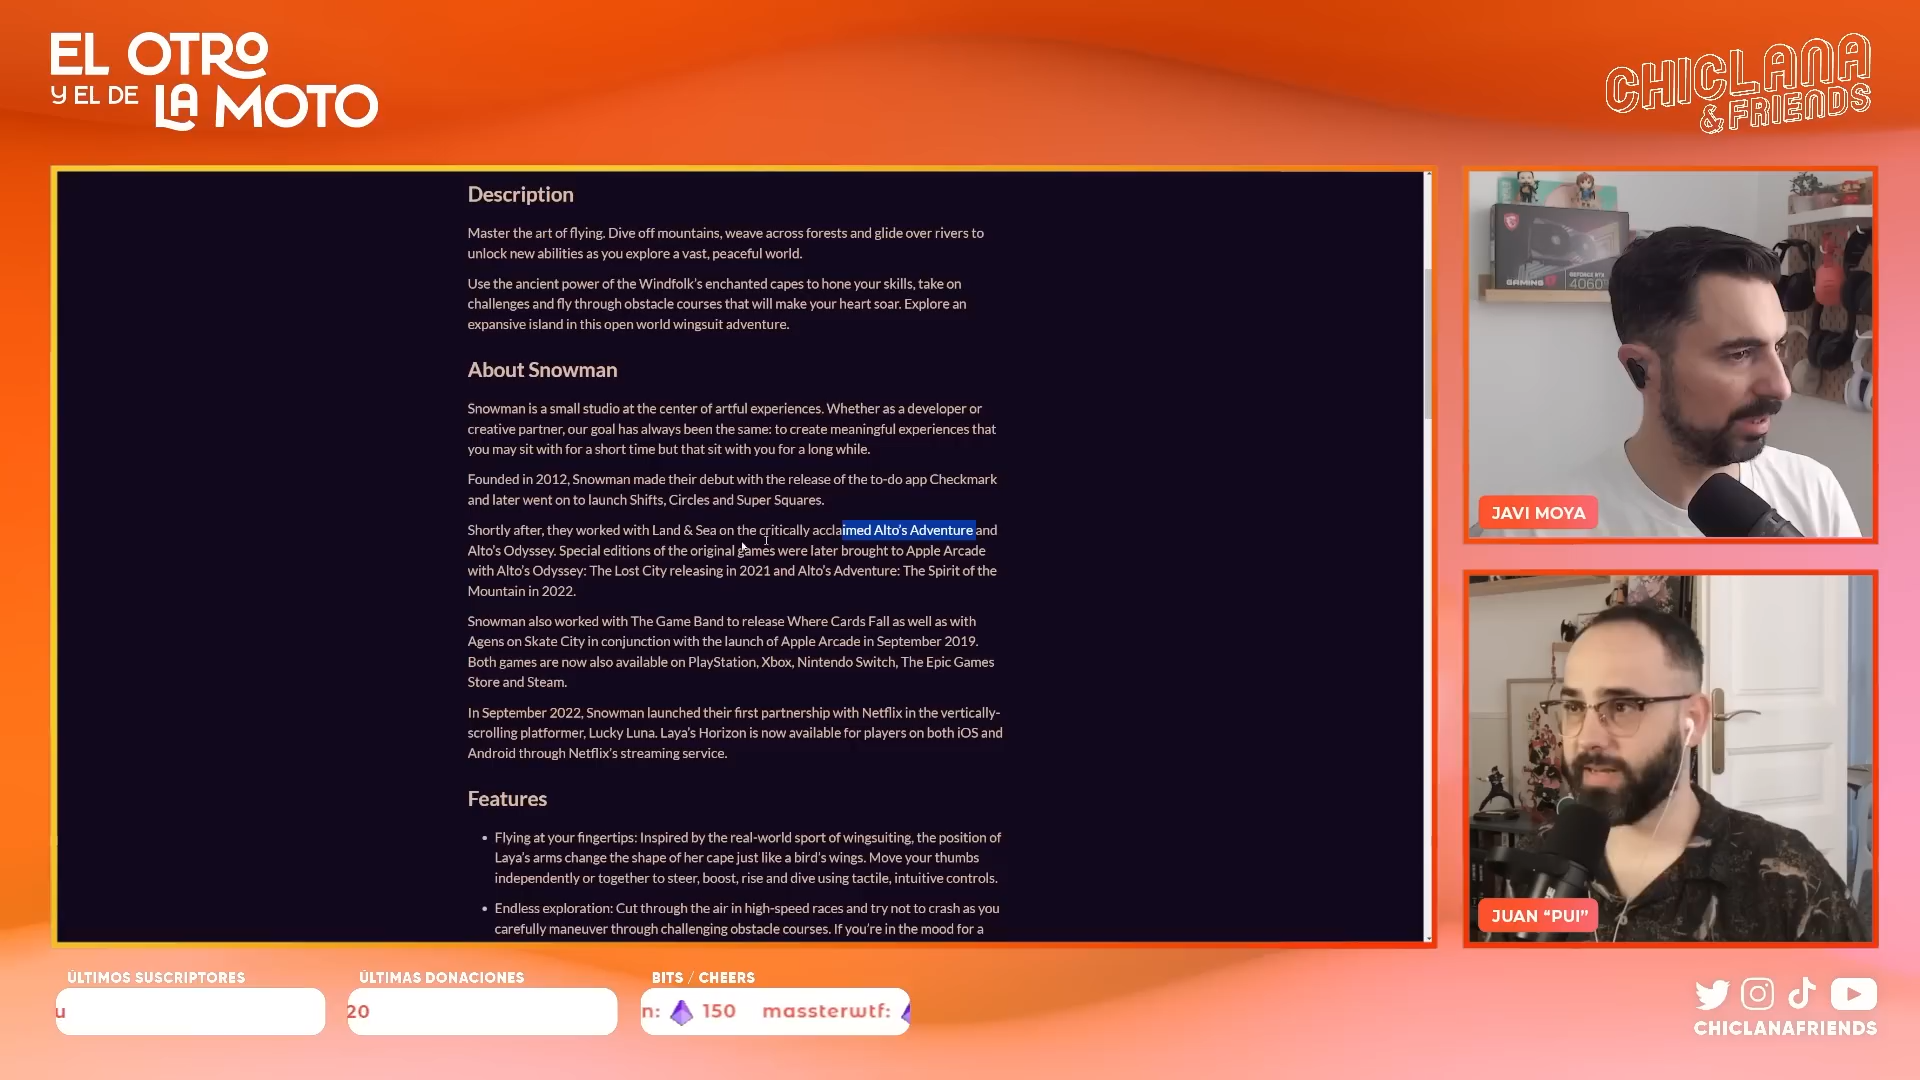 EL OTRO
Y EL DE LA MOTO
CHICLANA
& FRIENDS
Description
Master the art of flying. Dive off mountains, weave across forests and glide over rivers to
unlock new abilities as you explore a vast, peaceful world.
Use the ancient power of the Windfolk's enchanted capes to hone your skills, take on
challenges and fly through obstacle courses that will make your heart soar. Explore an
expansive island in this open world wingsuit adventure.
About Snowman
Snowman is a small studio at the center of artful experiences. Whether as a developer or
creative partner, our goal has always been the same: to create meaningful experiences that
you may sit with for a short time but that sit with you for a long while.
Founded in 2012, Snowman made their debut with the release of the to-do app Checkmark
and later went on to launch Shifts, Circles and Super Squares.
Shortly after, they worked with Land & Sea on the critically acclaimed Alto's Adventure and
Alto's Odyssey. Special editions of the original games were later brought to Apple Arcade
with Alto's Odyssey: The Lost City releasing in 2021 and Alto's Adventure: The Spirit of the
Mountain in 2022.
Snowman also worked with The Game Band to release Where Cards Fall as well as with
Agens on Skate City in conjunction with the launch of Apple Arcade in September 2019.
Both games are now also available on PlayStation, Xbox, Nintendo Switch, The Epic Games
Store and Steam.
In September 2022, Snowman launched their first partnership with Netflix in the vertically-
scrolling platformer, Lucky Luna. Laya's Horizon is now available for players on both iOS and
Android through Netflix's streaming service.
Features
• Flying at your fingertips: Inspired by the real-world sport of wingsuiting, the position of
Laya's arms change the shape of her cape just like a bird's wings. Move your thumbs
independently or together to steer, boost, rise and dive using tactile, intuitive controls.
• Endless exploration: Cut through the air in high-speed races and try not to crash as you
carefully maneuver through challenging obstacle courses. If you're in the mood for a
GAMING
GEFORCE RTX
4060
JAVI MOYA
JUAN "PUI"
ÚLTIMOS SUSCRIPTORES
u
ÚLTIMAS DONACIONES
20
BITS / CHEERS
n: 150 massterwtf:
CHICLANAFRIENDS